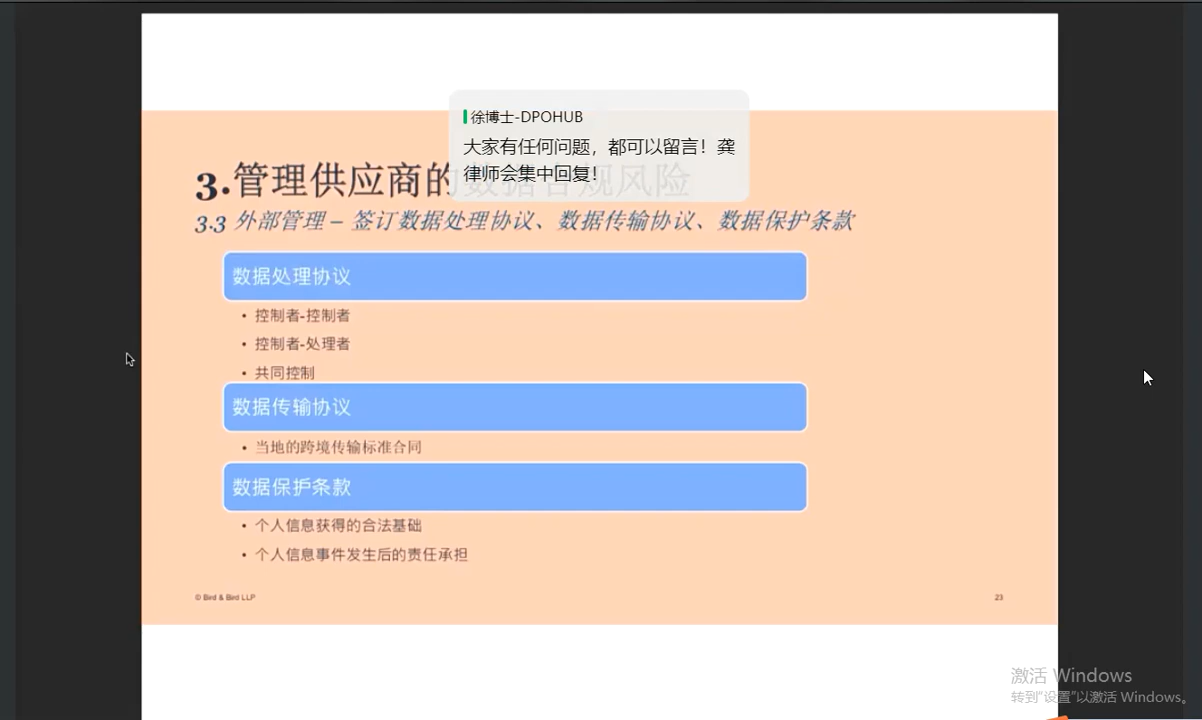 徐博士-DPOHUB
大家有任何问题，都可以留言！龚
律师会集中回复！
3.管理供应商的数据合规风险
3.3 外部管理 – 签订数据处理协议、数据传输协议、数据保护条款
数据处理协议
• 控制者-控制者
• 控制者-处理者
• 共同控制
数据传输协议
• 当地的跨境传输标准合同
数据保护条款
• 个人信息获得的合法基础
• 个人信息事件发生后的责任承担
© Bird & Bird LLP
23
激活 Windows
转到“设置”以激活 Windows。